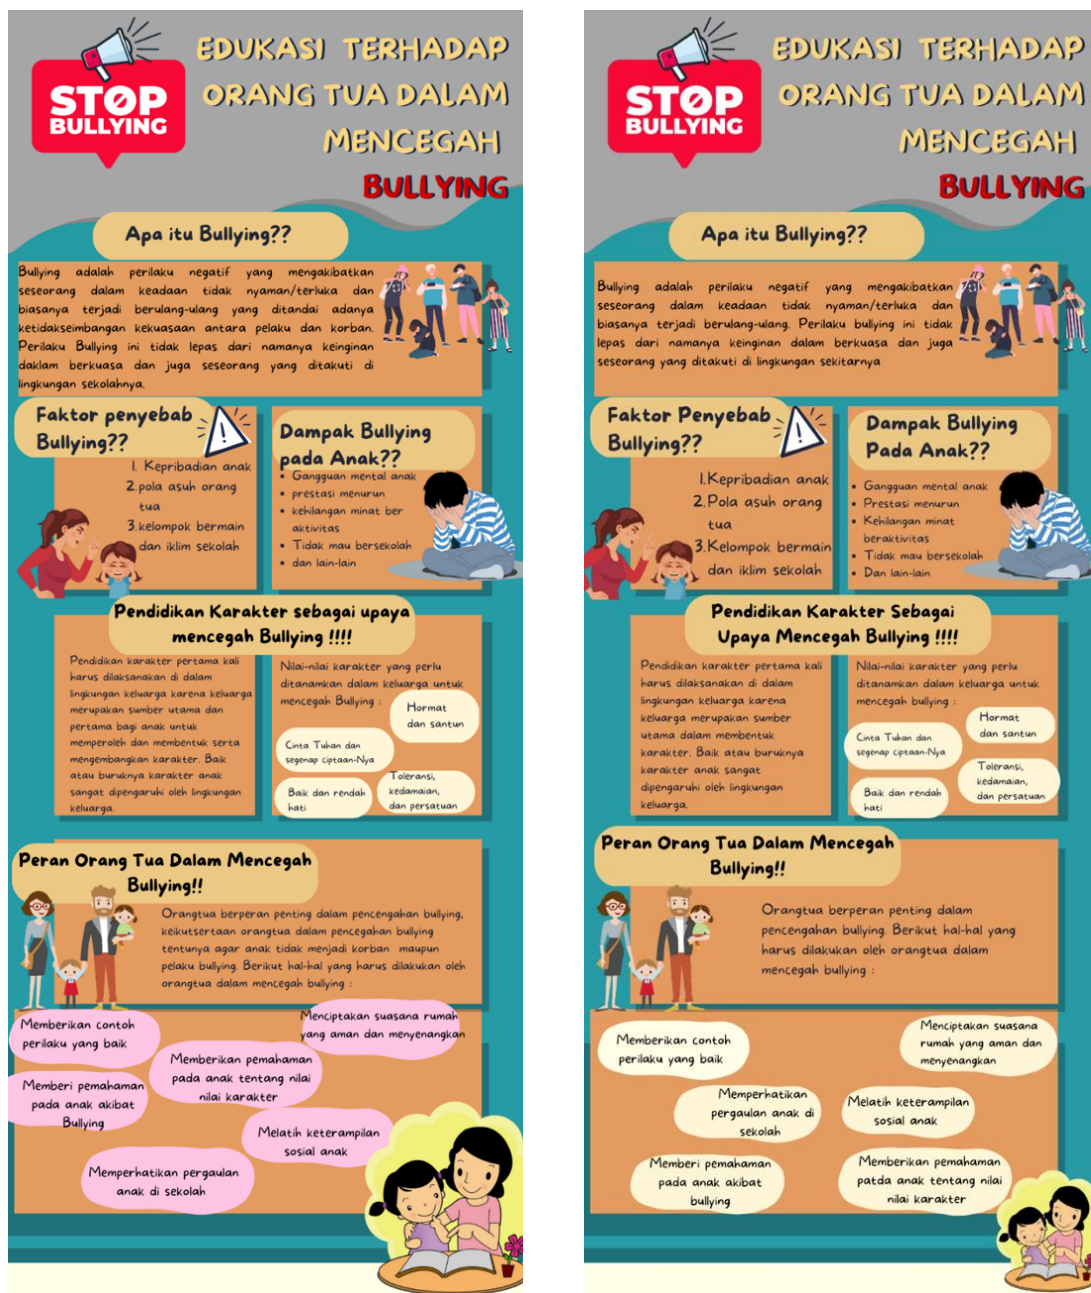 STOP
BULLYING
EDUKASI TERHADAP
ORANG TUA DALAM
MENCEGAH
BULLYING
Apa itu Bullying??
Bullying adalah perilaku negatif yang mengakibatkan
seseorang dalam keadaan tidak nyaman/terluka dan
biasanya terjadi berulang-ulang yang ditandai adanya
ketidakseimbangan kekuasaan antara pelaku dan korban.
Perilaku Bullying ini tidak lepas dari namanya keinginan
daklam berkuasa dan juga seseorang yang ditakuti di
lingkungan sekolahnya.
Faktor penyebab
Bullying??
1. Kepribadian anak
2.pola asuh orang
tua
3.kelompok bermain
dan iklim sekolah
Dampak Bullying
pada Anak??
• Gangguan mental anak
• prestasi menurun
• kehilangan minat ber
aktivitas
• Tidak mau bersekolah
• dan lain-lain
Pendidikan Karakter sebagai upaya
mencegah Bullying !!!!
Pendidikan karakter pertama kali
harus dilaksanakan di dalam
lingkungan keluarga karena keluarga
merupakan sumber utama dan
pertama bagi anak untuk
memperoleh dan membentuk serta
mengembangkan karakter. Baik
atau buruknya karakter anak
sangat dipengaruhi oleh lingkungan
keluarga.
Nilai-nilai karakter yang perlu
ditanamkan dalam keluarga untuk
mencegah Bullying :
Hormat
dan santun
Cinta Tuhan dan
segenap ciptaan-Nya
Toleransi,
kedamaian,
dan persatuan
Baik dan rendah
hati
Peran Orang Tua Dalam Mencegah
Bullying!!
Orangtua berperan penting dalam pencengahan bullying,
keikutsertaan orangtua dalam pencegahan bullying
tentunya agar anak tidak menjadi korban maupun
pelaku bullying. Berikut hal-hal yang harus dilakukan oleh
orangtua dalam mencegah bullying :
Memberikan contoh
perilaku yang baik
Menciptakan suasana rumah
yang aman dan menyenangkan
Memberikan pemahaman
pada anak tentang nilai
nilai karakter
Memberi pemahaman
pada anak akibat
Bullying
Melatih keterampilan
sosial anak
Memperhatikan pergaulan
anak di sekolah
STOP
BULLYING
EDUKASI TERHADAP
ORANG TUA DALAM
MENCEGAH
BULLYING
Apa itu Bullying??
Bullying adalah perilaku negatif yang mengakibatkan
seseorang dalam keadaan tidak nyaman/terluka dan
biasanya terjadi berulang-ulang. Perilaku bullying ini tidak
lepas dari namanya keinginan dalam berkuasa dan juga
seseorang yang ditakuti di lingkungan sekitarnya
Faktor Penyebab
Bullying??
1.Kepribadian anak
2.Pola asuh orang
tua
3.Kelompok bermain
dan iklim sekolah
Dampak Bullying
Pada Anak??
• Gangguan mental anak
• Prestasi menurun
• Kehilangan minat
beraktivitas
• Tidak mau bersekolah
• Dan lain-lain
Pendidikan Karakter Sebagai
Upaya Mencegah Bullying !!!!
Pendidikan karakter pertama kali
harus dilaksanakan di dalam
lingkungan keluarga karena
keluarga merupakan sumber
utama dalam membentuk
karakter. Baik atau buruknya
karakter anak sangat
dipengaruhi oleh lingkungan
keluarga.
Nilai-nilai karakter yang perlu
ditanamkan dalam keluarga untuk
mencegah bullying :
Hormat
dan santun
Cinta Tuhan dan
segenap ciptaan-Nya
Toleransi,
kedamaian,
dan persatuan
Baik dan rendah
hati
Peran Orang Tua Dalam Mencegah
Bullying!!
Orangtua berperan penting dalam
pencengahan bullying. Berikut hal-hal yang
harus dilakukan oleh orangtua dalam
mencegah bullying :
Memberikan contoh
perilaku yang baik
Menciptakan suasana
rumah yang aman dan
menyenangkan
Memperhatikan
pergaulan anak di
sekolah
Melatih keterampilan
sosial anak
Memberi pemahaman
pada anak akibat
bullying
Memberikan pemahaman
patda anak tentang nilai
nilai karakter